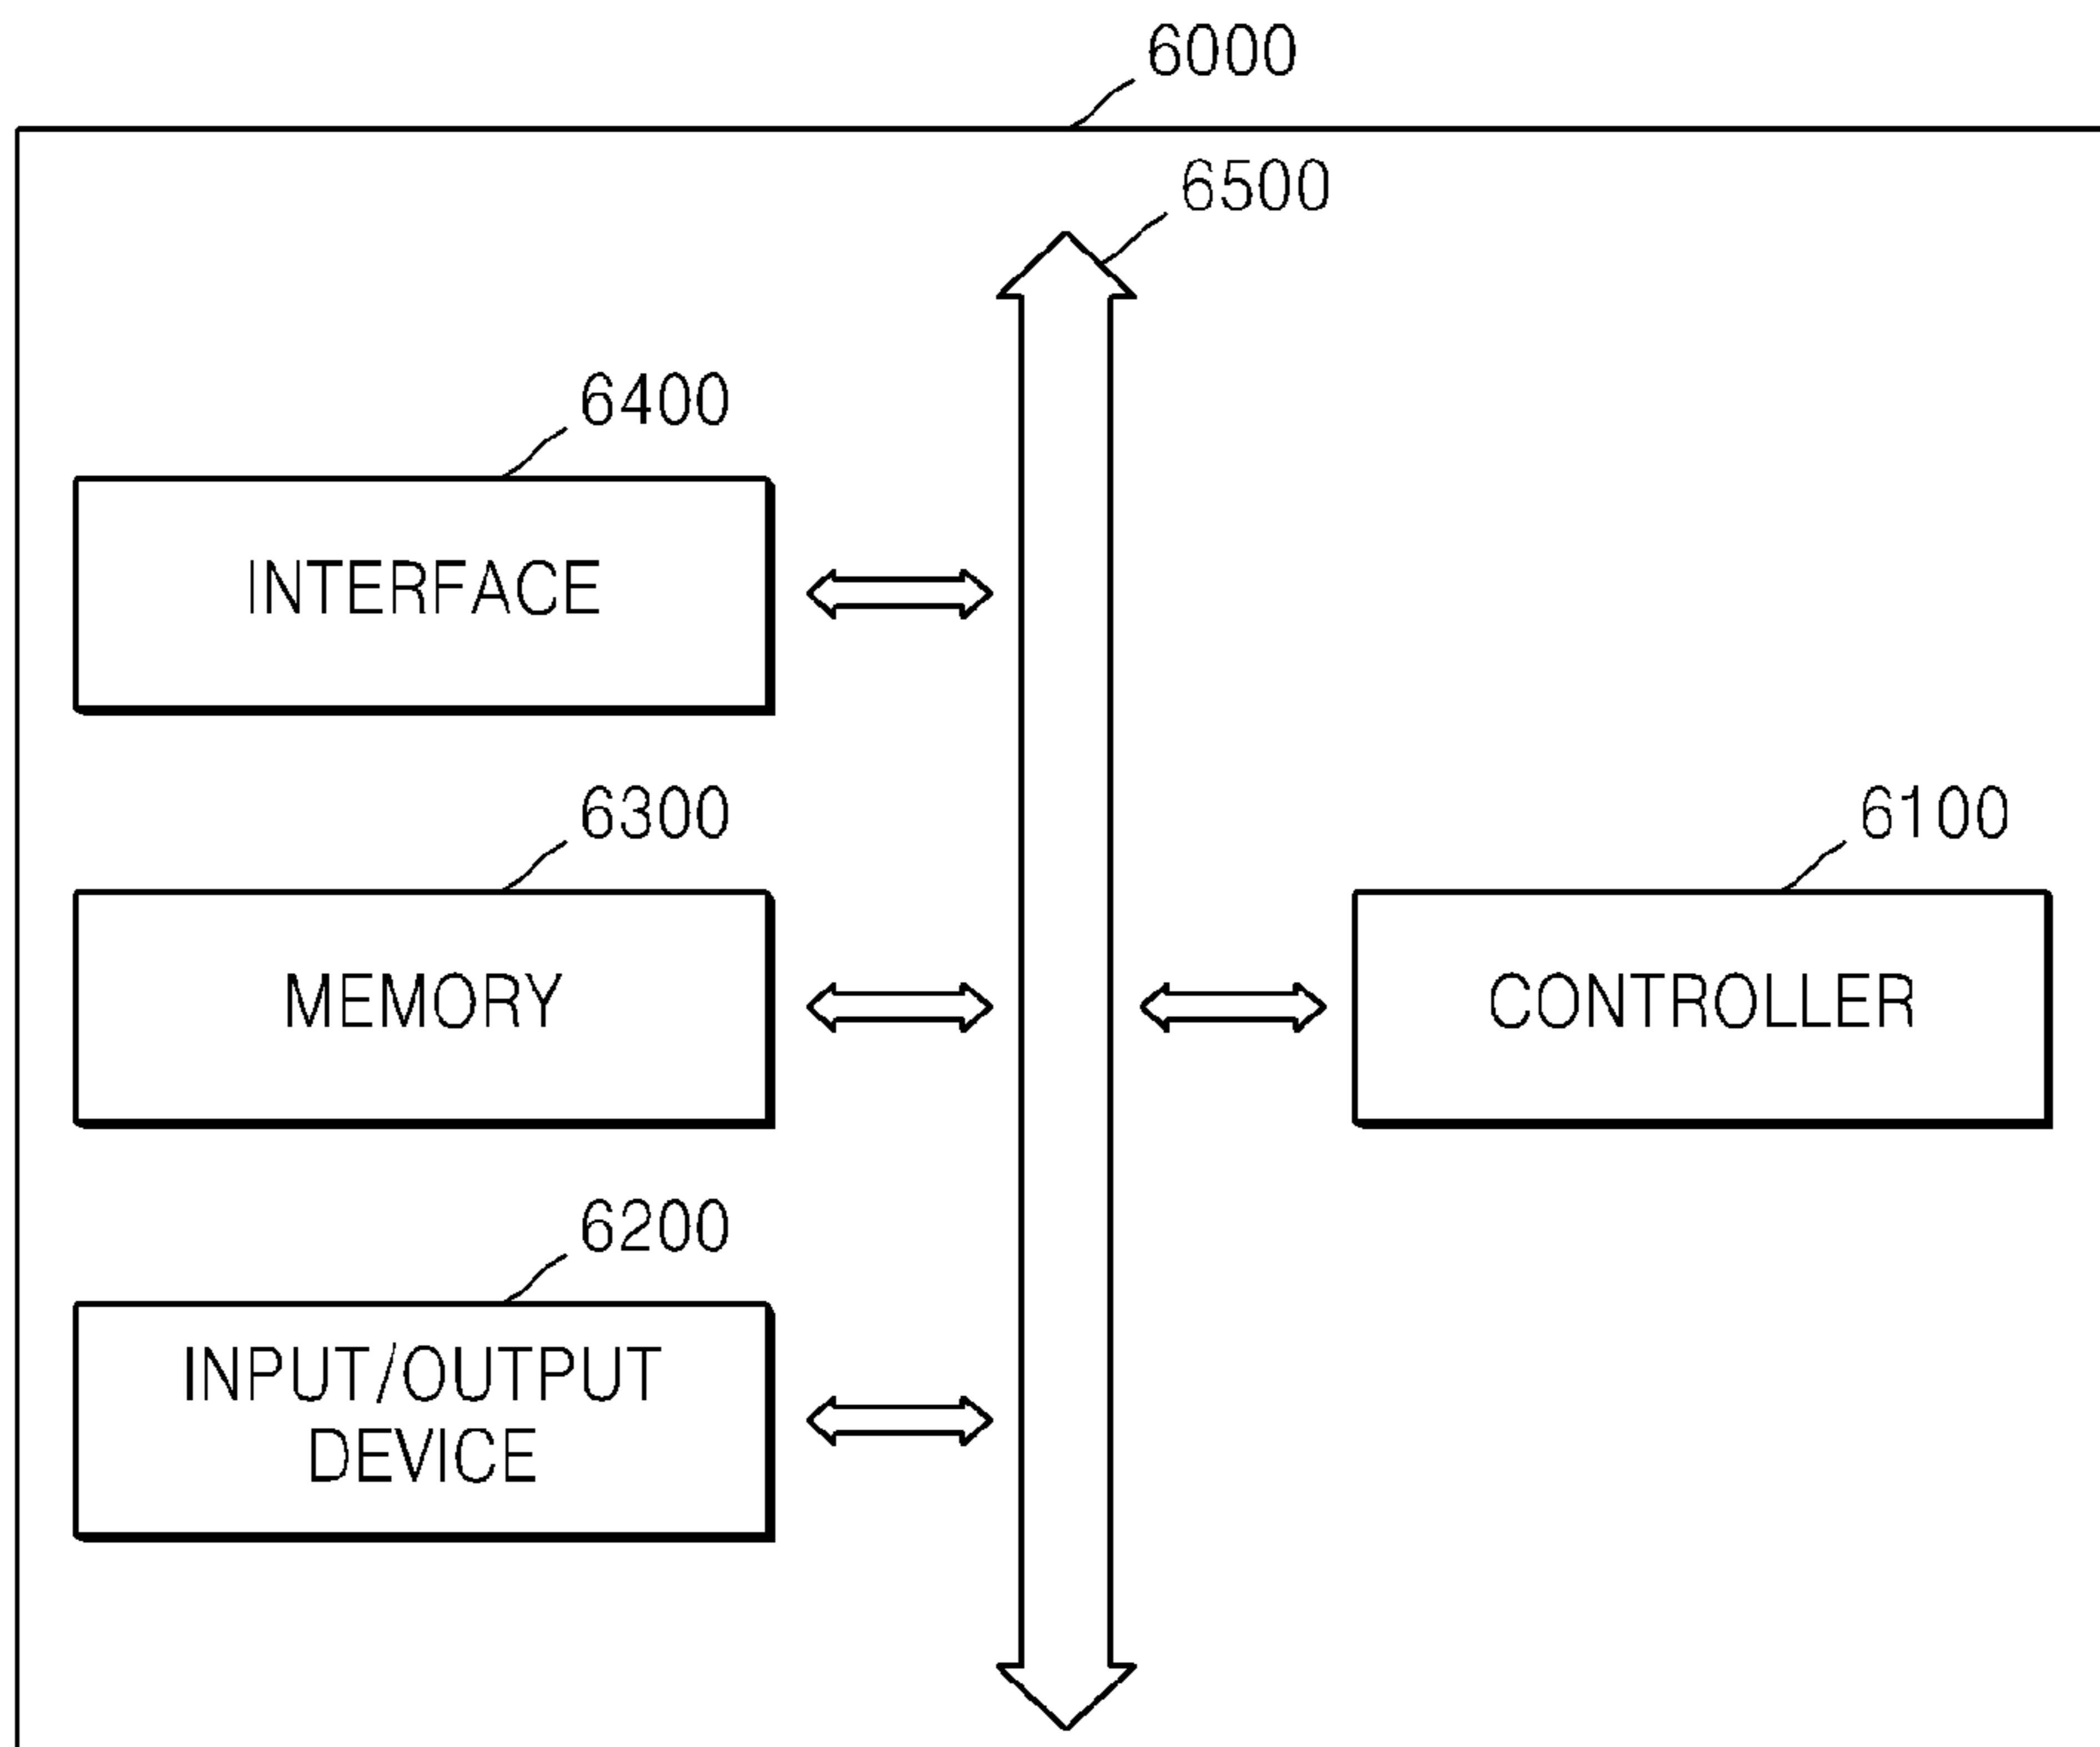 6000
6500
6400
INTERFACE
6300
MEMORY
6100
CONTROLLER
6200
INPUT/OUTPUT
DEVICE